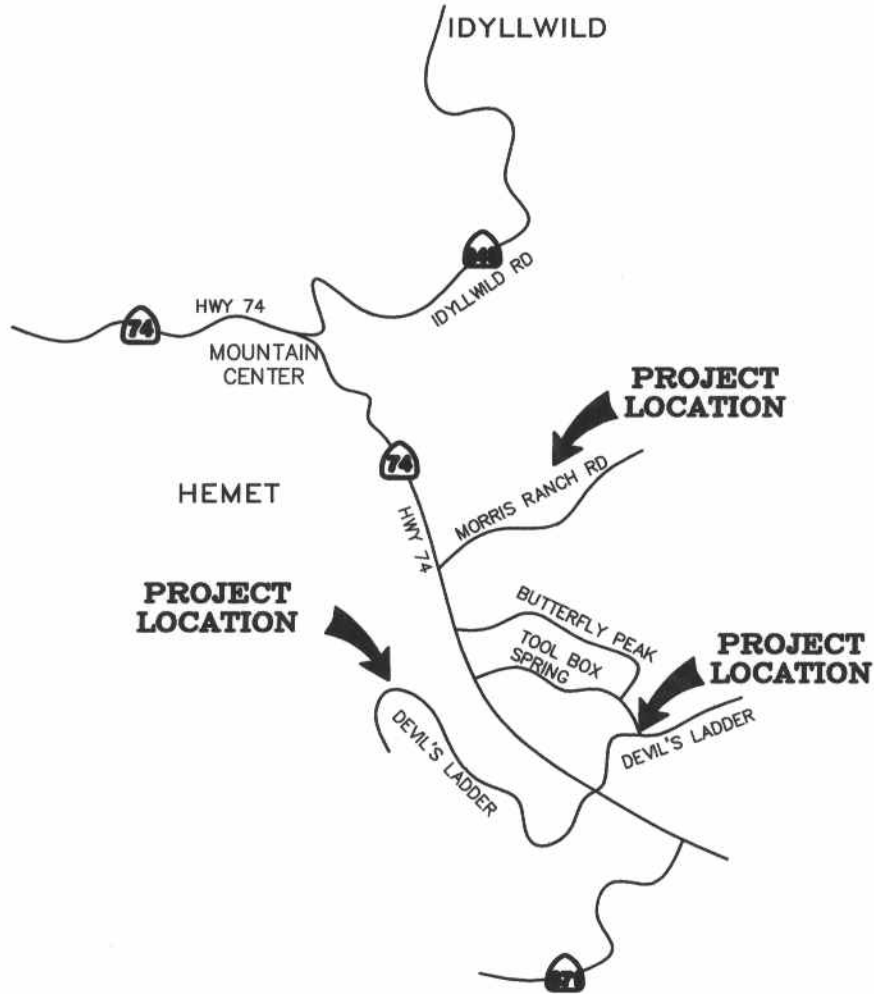 IDYLLWILD
IDYLLWILD RD
HWY 74
74
MOUNTAIN
CENTER
PROJECT
LOCATION
74
HEMET
MORRIS RANCH RD
HWY 74
PROJECT
LOCATION
BUTTERFLY PEAK
TOOL BOX
SPRING
PROJECT
LOCATION
DEVIL'S LADDER
DEVIL'S LADDER